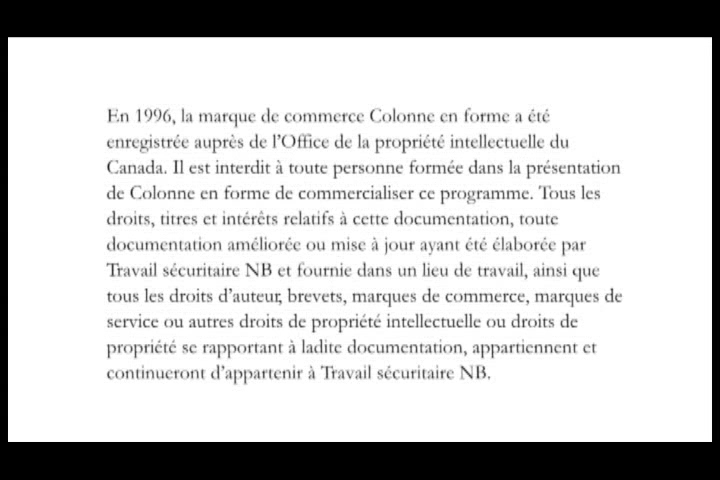 En 1996, la marque de commerce Colonne en forme a été
enregistrée auprès de l'Office de la propriété intellectuelle du
Canada. Il est interdit à toute personne formée dans la présentation
de Colonne en forme de commercialiser ce programme. Tous les
droits, titres et intérêts relatifs à cette documentation, toute
documentation améliorée ou mise à jour ayant été élaborée par
Travail sécuritaire NB et fournie dans un lieu de travail, ainsi que
tous les droits d'auteur, brevets, marques de commerce, marques de
service ou autres droits de propriété intellectuelle ou droits de
propriété se rapportant à ladite documentation, appartiennent et
continueront d'appartenir à Travail sécuritaire NB.